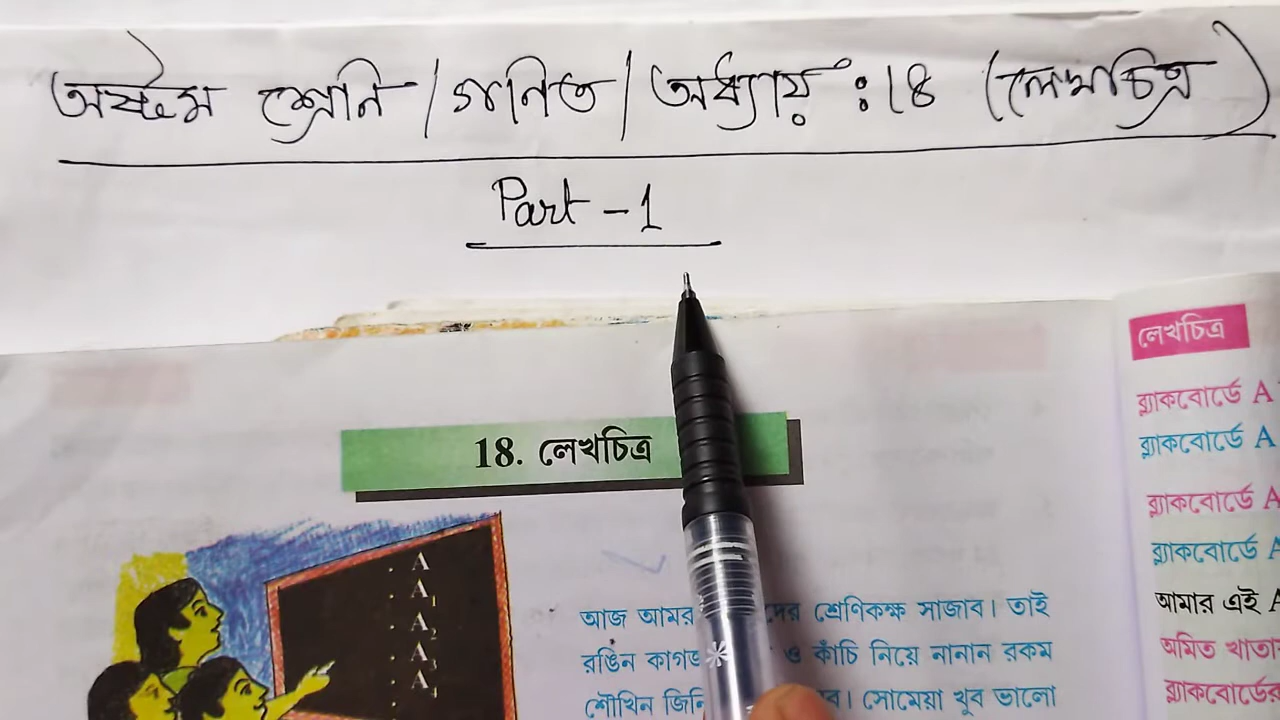 অষ্টম শ্রেনি / গনিত / অধ্যায় : 18 (লেখচিত্র)
Part - 1
18. লেখচিত্র
A
A1
A2
A3
A4
আজ আমর দের শ্রেণিকক্ষ সাজাব। তাই
রঙিন কাগজ ও কাঁচি নিয়ে নানান রকম
শৌখিন জিনি ব। সোমেয়া খুব ভালো
লেখচিত্র
ব্ল্যাকবোর্ডে A
ব্ল্যাকবোর্ডে A
ব্ল্যাকবোর্ডে A
ব্ল্যাকবোর্ডে A
আমার এই A
অমিত খাতা
ব্ল্যাকবোর্ডের